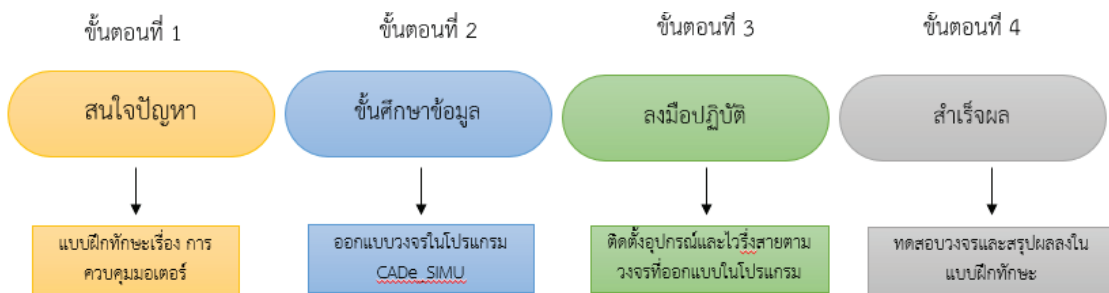 ขั้นตอนที่ 1
ขั้นตอนที่ 2
ขั้นตอนที่ 3
ขั้นตอนที่ 4
สนใจปัญหา
ขั้นศึกษาข้อมูล
ลงมือปฏิบัติ
สำเร็จผล
แบบฝึกทักษะเรื่อง การ
ควบคุมมอเตอร์
ออกแบบวงจรในโปรแกรม
CADe_SIMU
ติดตั้งอุปกรณ์และไวริ่งสายตาม
วงจรที่ออกแบบในโปรแกรม
ทดสอบวงจรและสรุปผลลงใน
แบบฝึกทักษะ